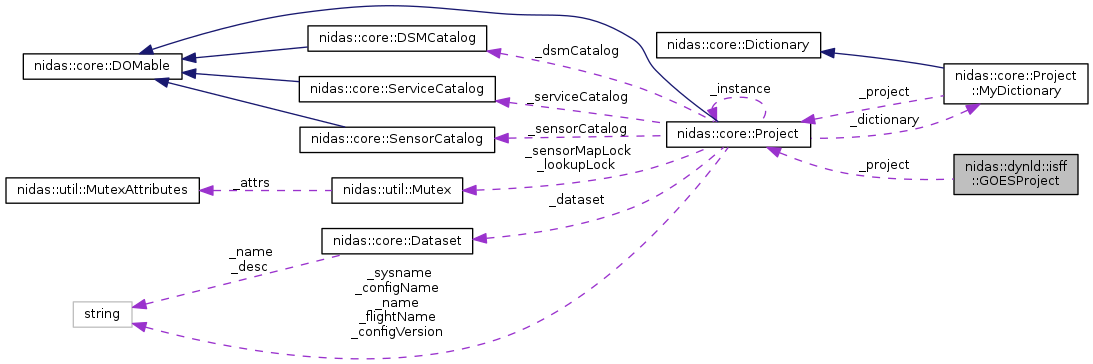 nidas::core::DSMCatalog
nidas::core::DOMable
nidas::core::ServiceCatalog
nidas::core::SensorCatalog
_dsmCatalog
_serviceCatalog
_sensorCatalog
_sensorMapLock
_lookupLock
_instance
nidas::core::Project
nidas::core::Dictionary
nidas::core::Project
::MyDictionary
_project
_dictionary
_project
nidas::dynld::isff
::GOESProject
nidas::util::MutexAttributes
_attrs
nidas::util::Mutex
_dataset
nidas::core::Dataset
_name
_desc
string
_sysname
_configName
_name
_flightName
_configVersion